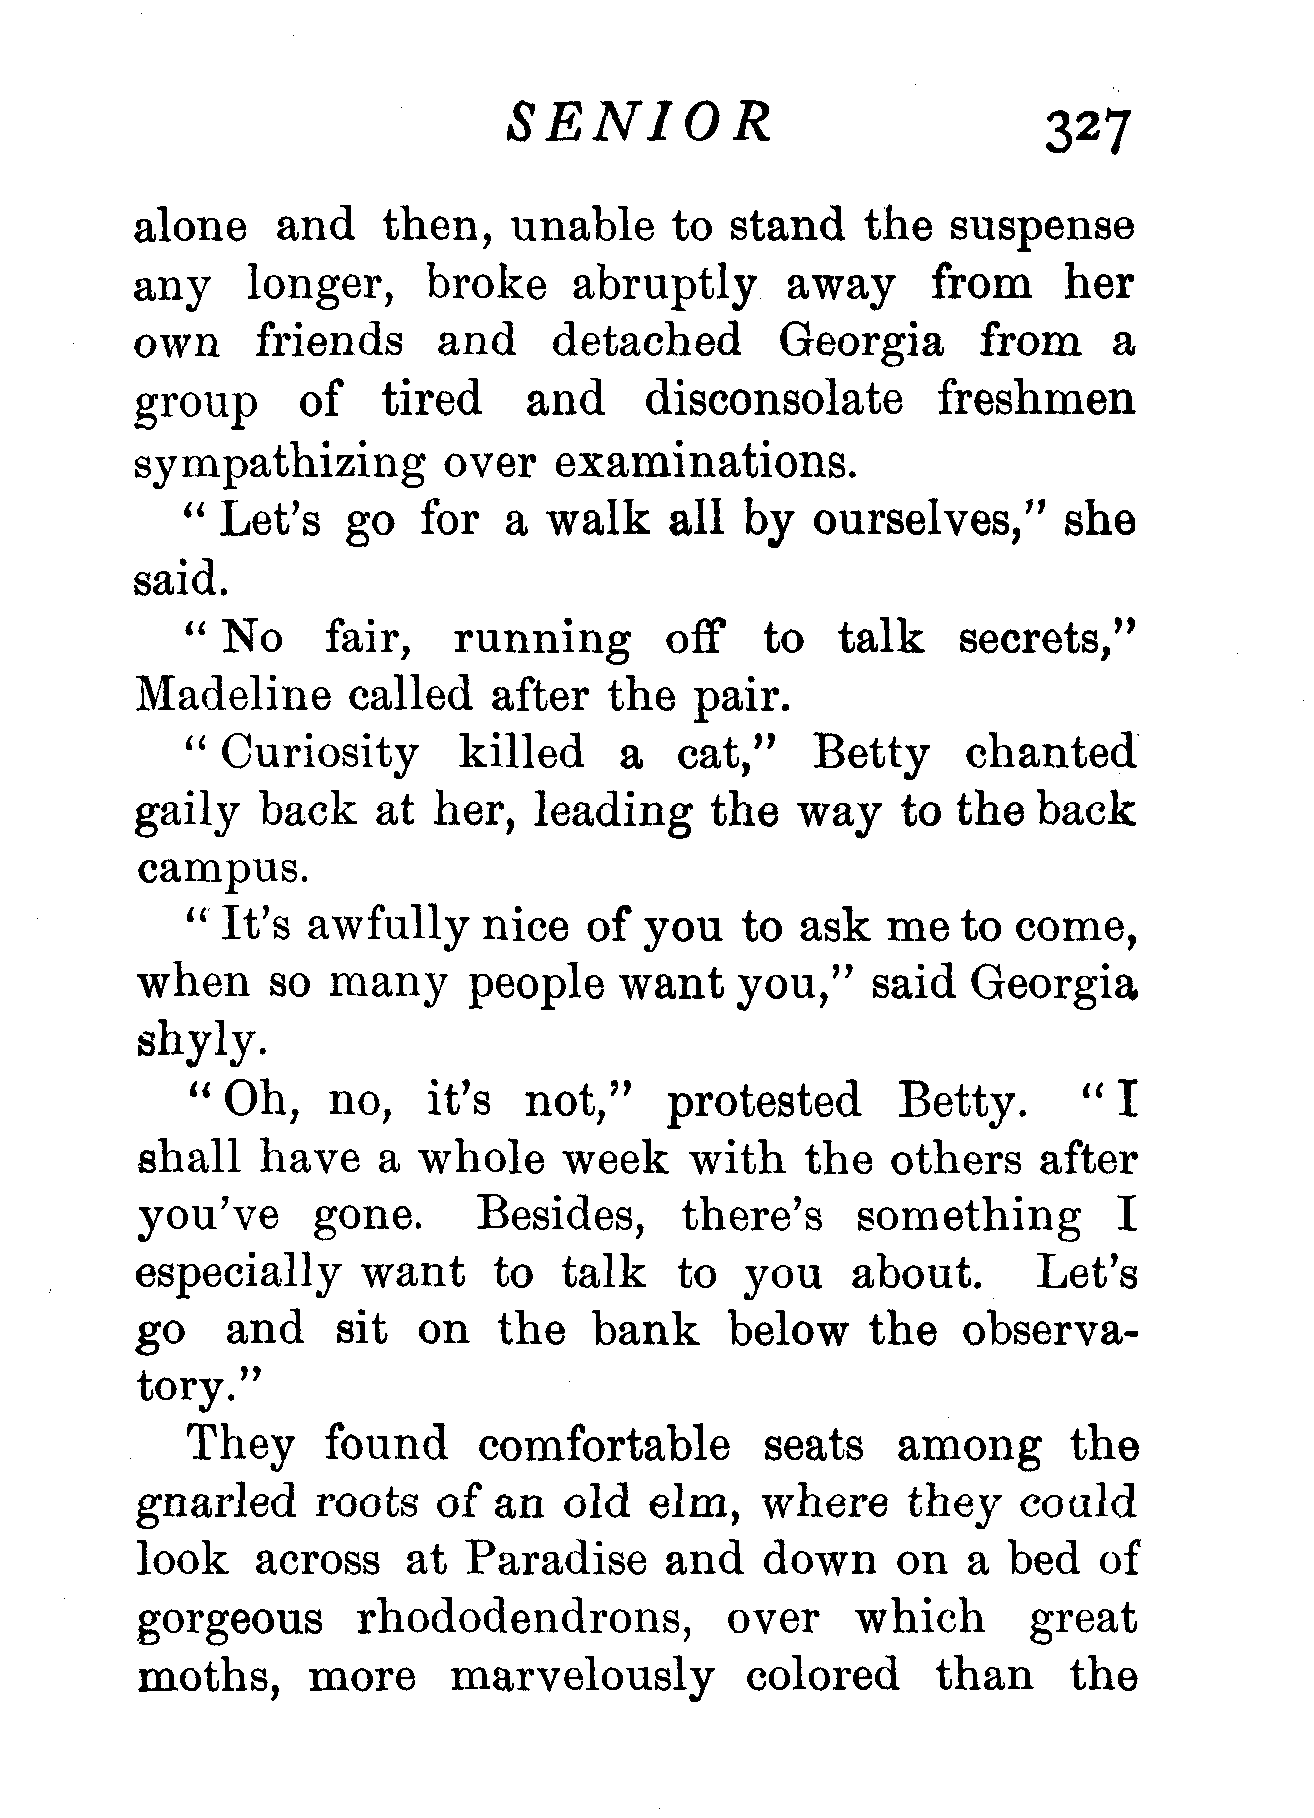 SENIOR 327
alone and then, unable to stand the suspense
any longer, broke abruptly away from her
own friends and detached Georgia from a
group of tired and disconsolate freshmen
sympathizing over examinations.
“ Let’s go for a walk all by ourselves,” she
said.
“ No fair, running off to talk secrets,”
Madeline called after the pair.
“ Curiosity killed a cat,” Betty chanted
gaily back at her, leading the way to the back
campus.
“ It’s awfully nice of you to ask me to come,
when so many people want you,” said Georgia
shyly.
“ Oh, no, it’s not,” protested Betty. “ I
shall have a whole week with the others after
you’ve gone. Besides, there’s something I
especially want to talk to you about. Let’s
go and sit on the bank below the observa-
tory.”
They found comfortable seats among the
gnarled roots of an old elm, where they could
look across at Paradise and down on a bed of
gorgeous rhododendrons, over which great
moths, more marvelously colored than the